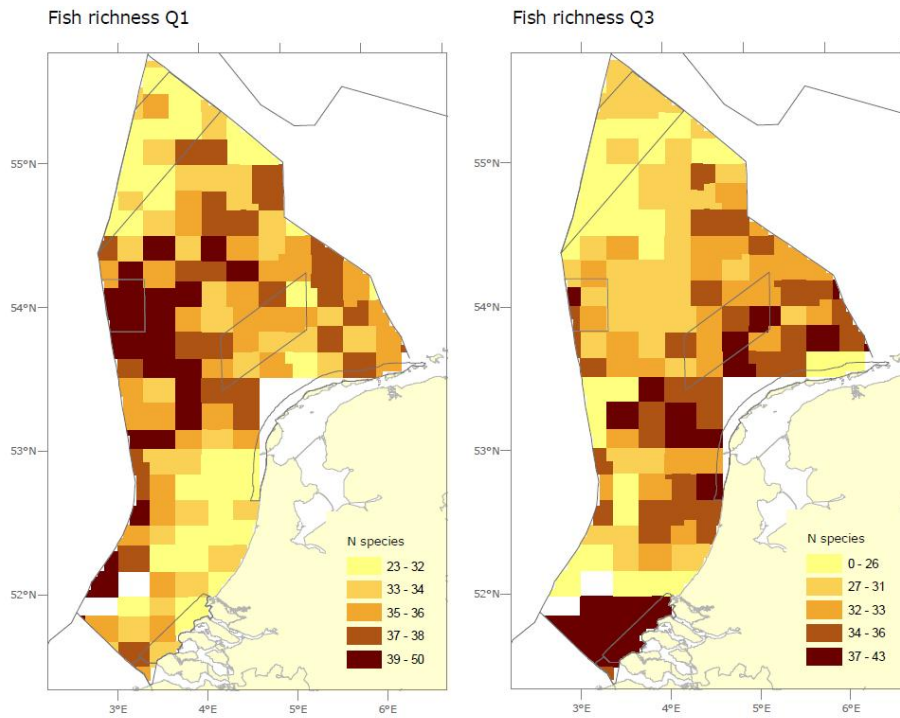 Fish richness Q1
55°N
54°N
53°N
52°N
3°E
4°E
5°E
6°E
N species
23 - 32
33 - 34
35 - 36
37 - 38
39 - 50
Fish richness Q3
55°N
54°N
53°N
52°N
3°E
4°E
5°E
6°E
N species
0 - 26
27 - 31
32 - 33
34 - 36
37 - 43